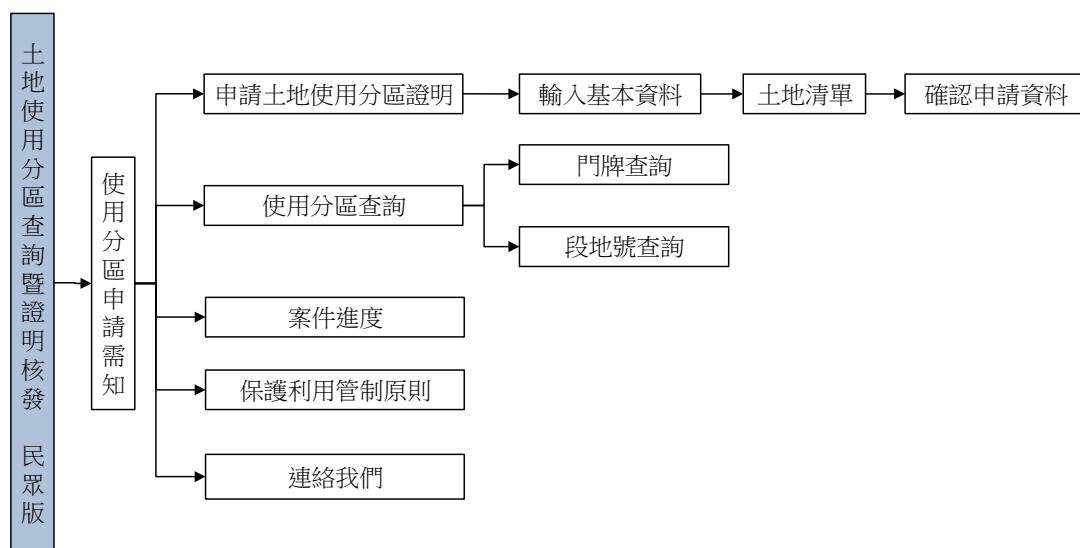 土地使用分區查詢暨證明核發 民眾版
使用分區申請需知
申請土地使用分區證明
輸入基本資料
土地清單
確認申請資料
使用分區查詢
門牌查詢
段地號查詢
案件進度
保護利用管制原則
連絡我們